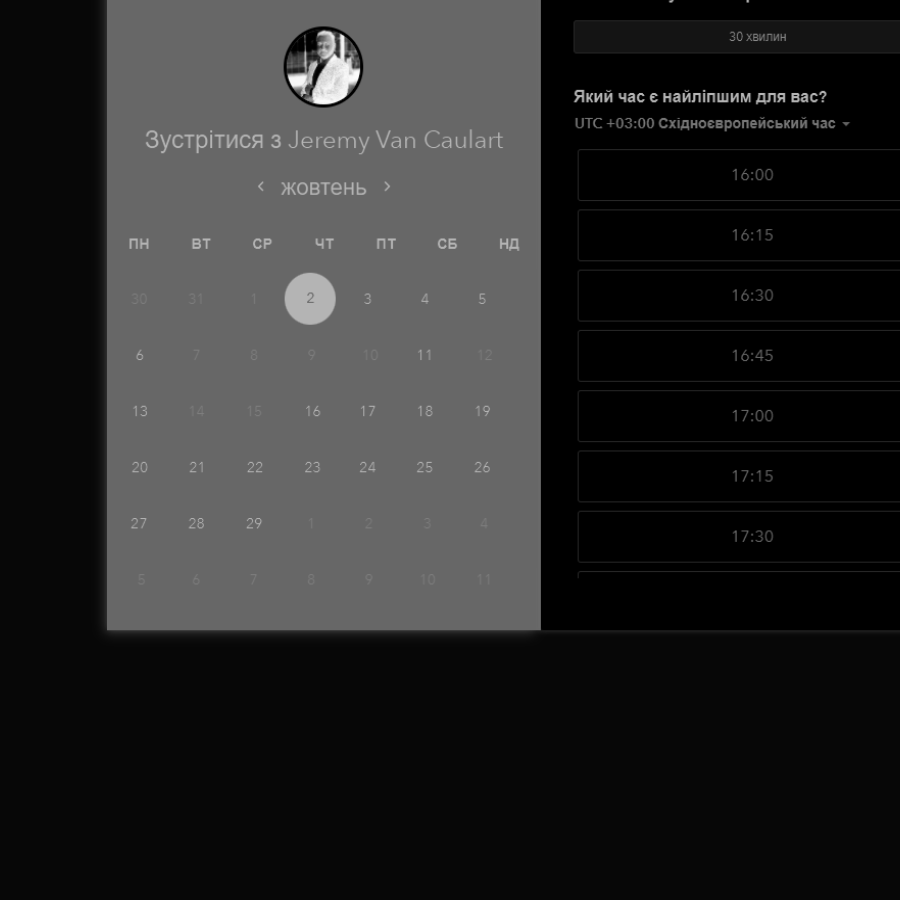 Зустрітися з Jeremy Van Caulart
жовтень
ПН ВТ СР ЧТ ПТ СБ НД
30 31 1 2 3 4 5
6 7 8 9 10 11 12
13 14 15 16 17 18 19
20 21 22 23 24 25 26
27 28 29 1 2 3 4
5 6 7 8 9 10 11
30 хвилин
Який час є найліпшим для вас?
UTC +03:00 Східноєвропейський час
16:00
16:15
16:30
16:45
17:00
17:15
17:30